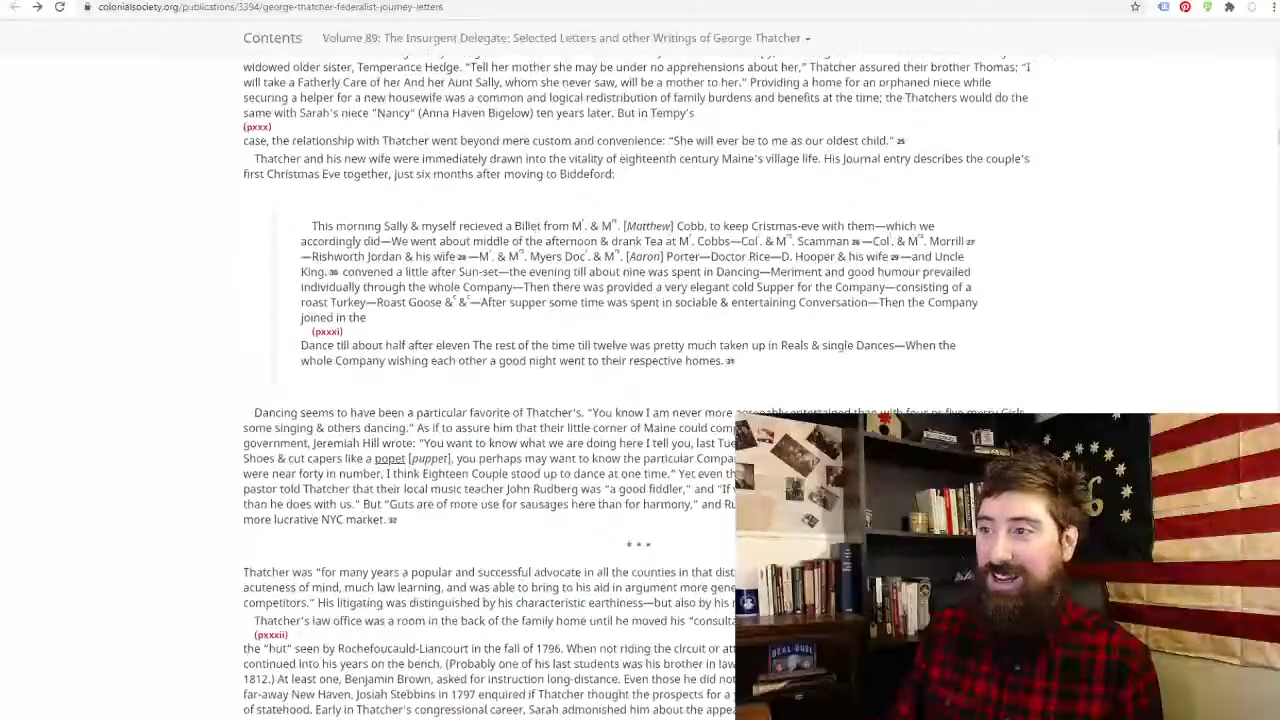 colonialsociety.org/publications/3394/george-thatcher-federalist-journey-letters
Contents Volume 89: The Insurgent Delegate: Selected Letters and other Writings of George Thatcher
widowed older sister, Temperance Hedge. “Tell her mother she may be under no apprehensions about her,” Thatcher assured their brother Thomas; “I
will take a Fatherly Care of her And her Aunt Sally, whom she never saw, will be a mother to her.” Providing a home for an orphaned niece while
securing a helper for a new housewife was a common and logical redistribution of family burdens and benefits at the time; the Thatchers would do the
same with Sarah’s niece “Nancy” (Anna Haven Bigelow) ten years later. But in Tempy’s
(pxxx)
case, the relationship with Thatcher went beyond mere custom and convenience: “She will ever be to me as our oldest child.” 25
Thatcher and his new wife were immediately drawn into the vitality of eighteenth century Maine’s village life. His Journal entry describes the couple’s
first Christmas Eve together, just six months after moving to Biddeford:
This morning Sally & myself recieved a Billet from Mr. & Mrs. [Matthew] Cobb, to keep Cristmas-eve with them—which we
accordingly did—We went about middle of the afternoon & drank Tea at Mr. Cobbs—Col. & Mrs. Scamman 26 —Col. & Mrs. Morrill 27
—Rishworth Jordan & his wife 28 —Mr. & Mrs. Myers Doc. & Mrs. [Aaron] Porter—Doctor Rice—D. Hooper & his wife 29 —and Uncle
King. 30 convened a little after Sun-set—the evening till about nine was spent in Dancing—Meriment and good humour prevailed
individually through the whole Company—Then there was provided a very elegant cold Supper for the Company—consisting of a
roast Turkey—Roast Goose &c &c—After supper some time was spent in sociable & entertaining Conversation—Then the Company
joined in the
(pxxxi)
Dance till about half after eleven The rest of the time till twelve was pretty much taken up in Reals & single Dances—When the
whole Company wishing each other a good night went to their respective homes. 31
Dancing seems to have been a particular favorite of Thatcher’s. “You know I am never more agreeably entertained than with four or five merry Girls
some singing & others dancing.” As if to assure him that their little corner of Maine could
government, Jeremiah Hill wrote: “You want to know what we are doing here I tell you, last
Shoes & cut capers like a popet [puppet], you perhaps may want to know the particular
were near forty in number, I think Eighteen Couple stood up to dance at one time.” Yet even
pastor told Thatcher that their local music teacher John Rudberg was “a good fiddler,” and “If
than he does with us.” But “Guts are of more use for sausages here than for harmony,” and
more lucrative NYC market. 32
* * *
Thatcher was “for many years a popular and successful advocate in all the counties in that
acuteness of mind, much law learning, and was able to bring to his aid in argument more
competitors.” His litigating was distinguished by his characteristic earthiness—but also by his
Thatcher’s law office was a room in the back of the family home until he moved his
(pxxxii)
the “hut” seen by Rochefoucauld-Liancourt in the fall of 1796. When not riding the circuit or
continued into his years on the bench. (Probably one of his last students was his brother in law
1812.) At least one, Benjamin Brown, asked for instruction long-distance. Even those he did not
far-away New Haven, Josiah Stebbins in 1797 enquired if Thatcher thought the prospects for a
of statehood. Early in Thatcher’s congressional career, Sarah admonished him about the